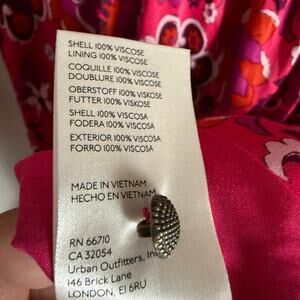 SHELL 100% VISCOSE
LINING 100% VISCOSE
COQUILLE 100% VISCOSE
DOUBLURE 100% VISCOSE
OBERSTOFF 100% VISKOSE
FUTTER 100% VISKOSE
SHELL 100% VISCOSA
FODERA 100% VISCOSA
EXTERIOR 100% VISCOSA
FORRO 100% VISCOSA
MADE IN VIETNAM
HECHO EN VIETNAM
RN 66710
CA 32054
Urban Outfitters, Inc
146 Brick Lane
LONDON, E1 6RU